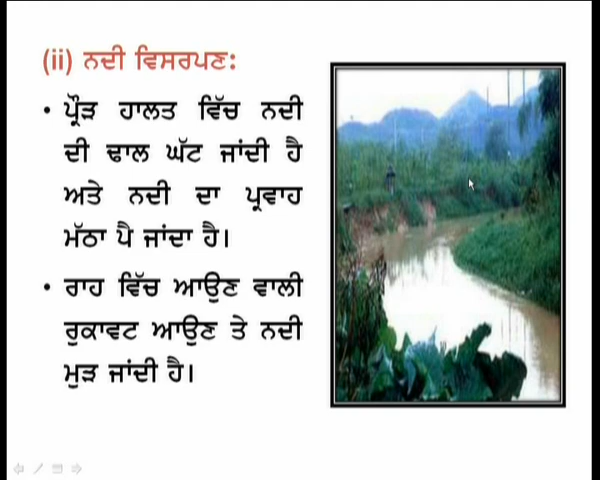 (ii) ਨਦੀ ਵਿਸਰਪਣ:
• ਪ੍ਰੌੜ ਹਾਲਤ ਵਿੱਚ ਨਦੀ
ਦੀ ਢਾਲ ਘੱਟ ਜਾਂਦੀ ਹੈ
ਅਤੇ ਨਦੀ ਦਾ ਪ੍ਰਵਾਹ
ਮੱਠਾ ਪੈ ਜਾਂਦਾ ਹੈ।
• ਰਾਹ ਵਿੱਚ ਆਉਣ ਵਾਲੀ
ਰੁਕਾਵਟ ਆਉਣ ਤੇ ਨਦੀ
ਮੁੜ ਜਾਂਦੀ ਹੈ।